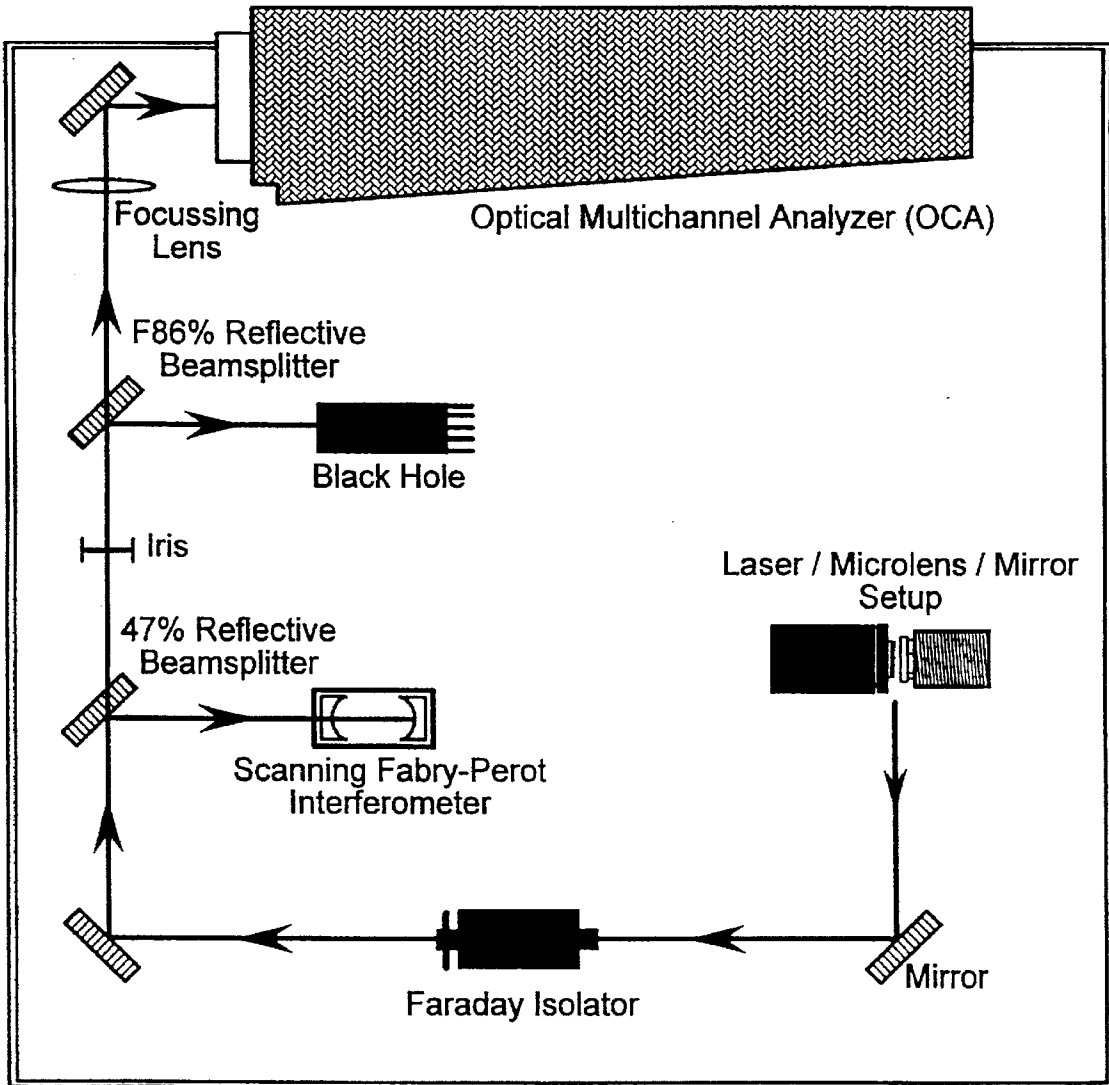 Optical Multichannel Analyzer (OCA)
Focussing
Lens
F86% Reflective
Beamsplitter
Black Hole
Iris
Laser / Microlens / Mirror
Setup
47% Reflective
Beamsplitter
Scanning Fabry-Perot
Interferometer
Mirror
Faraday Isolator